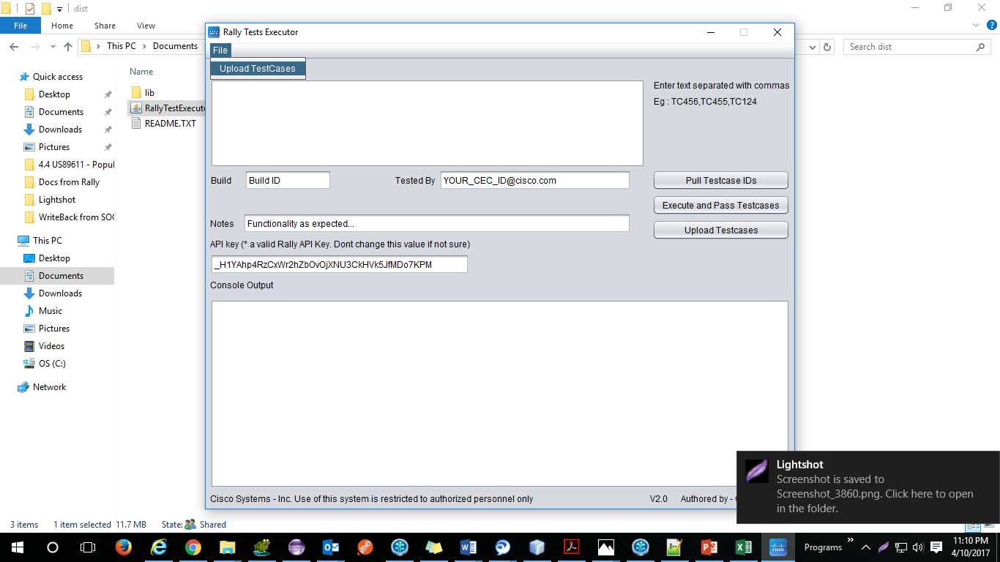 dist
File Home Share View
This PC Documents
Search dist
Quick access
Desktop
Documents
Downloads
Pictures
4.4 US89611 - Popul
Docs from Rally
Lightshot
WriteBack from SO
This PC
Desktop
Documents
Downloads
Music
Pictures
Videos
OS (C:)
Network
Name
lib
RallyTestExecuto
README.TXT
Rally Tests Executor
File
Upload TestCases
Enter text separated with commas
Eg : TC456,TC455,TC124
Build Build ID Tested By YOUR_CEC_ID@cisco.com
Pull Testcase IDs
Execute and Pass Testcases
Notes Functionality as expected...
Upload Testcases
API key (* a valid Rally API Key. Dont change this value if not sure)
_H1YAhp4RzCxWr2hZbOvOjXNU3CkHVk5JfMDo7KPM
Console Output
Cisco Systems - Inc. Use of this system is restricted to authorized personnel only V2.0 Authored by -
Lightshot
Screenshot is saved to
Screenshot_3860.png. Click here to open
in the folder.
3 items 1 item selected 11.7 MB State: Shared
Programs
11:10 PM
4/10/2017